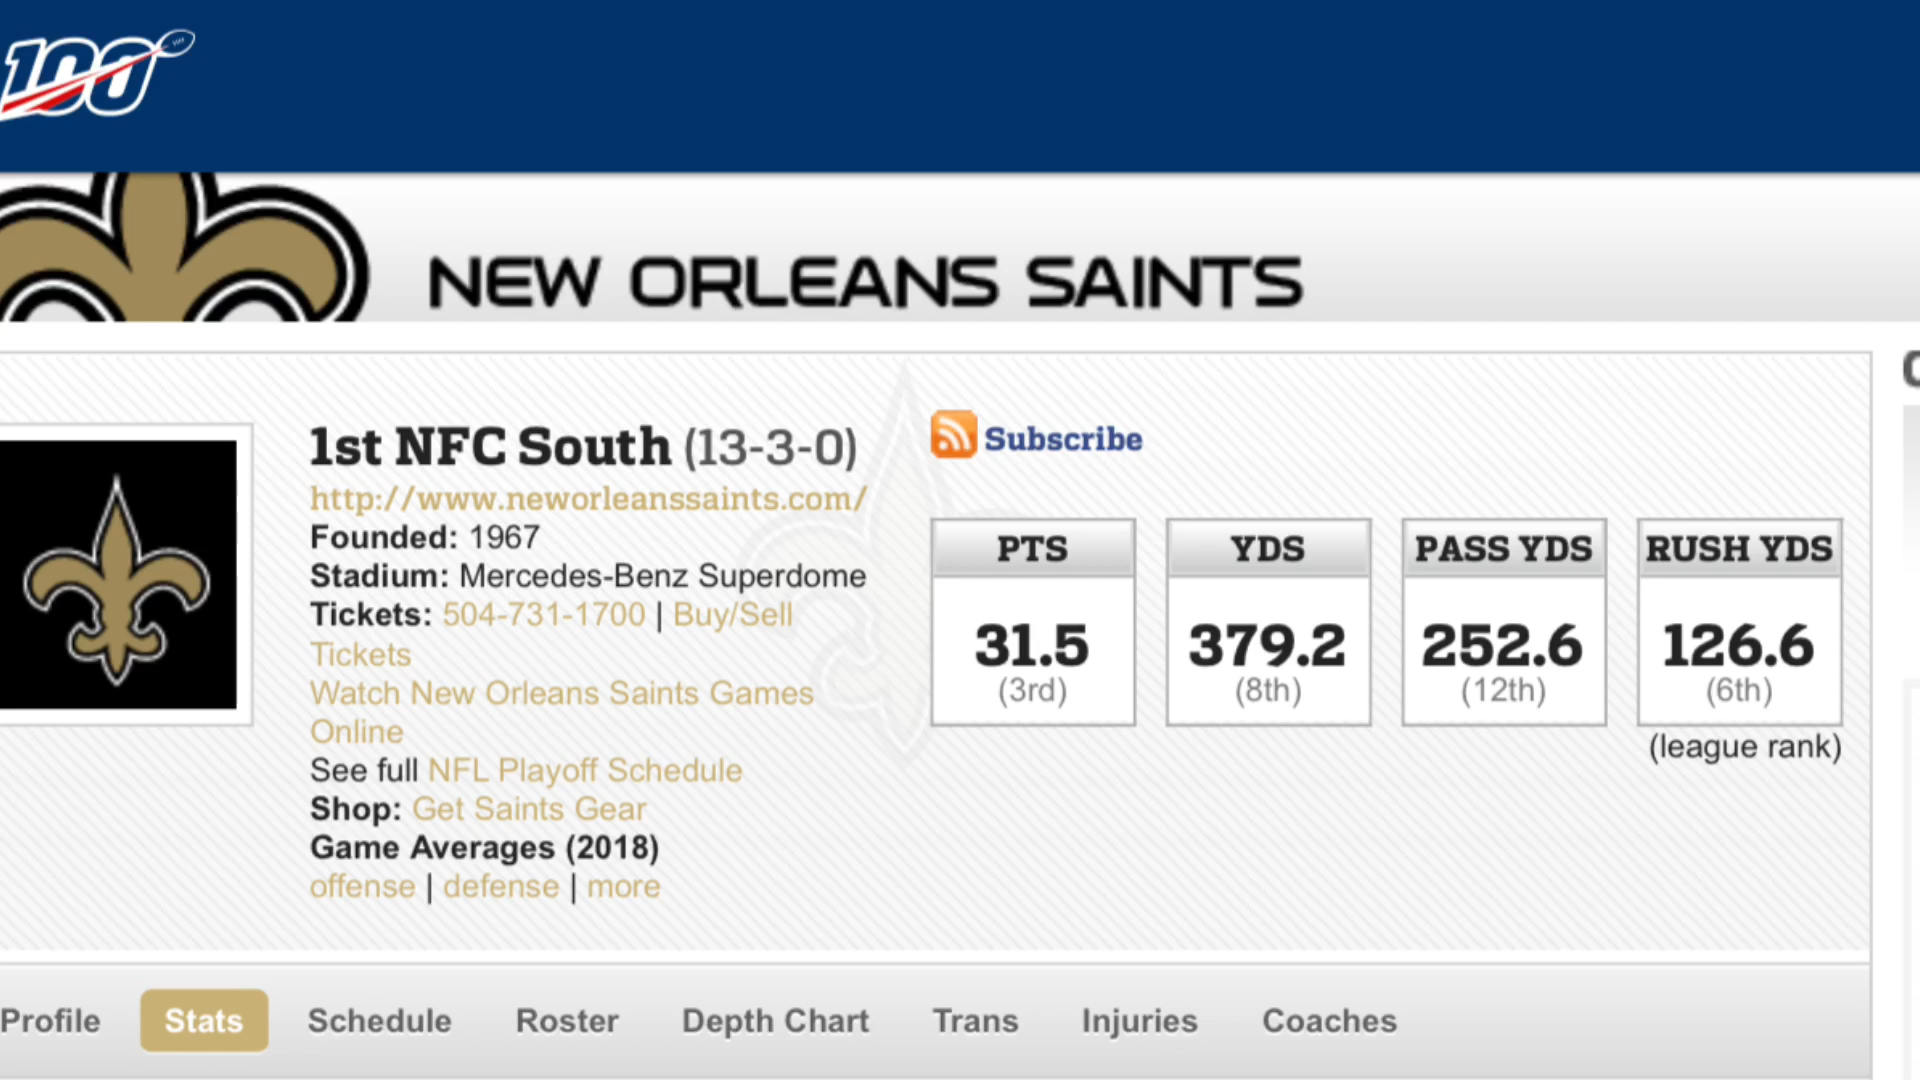 100
NEW ORLEANS SAINTS
1st NFC South (13-3-0)
http://www.neworleanssaints.com/
Founded: 1967
Stadium: Mercedes-Benz Superdome
Tickets: 504-731-1700 | Buy/Sell
Tickets
Watch New Orleans Saints Games
Online
See full NFL Playoff Schedule
Shop: Get Saints Gear
Game Averages (2018)
offense | defense | more
Subscribe
PTS YDS PASS YDS RUSH YDS
31.5 379.2 252.6 126.6
(3rd) (8th) (12th) (6th)
(league rank)
Profile Stats Schedule Roster Depth Chart Trans Injuries Coaches